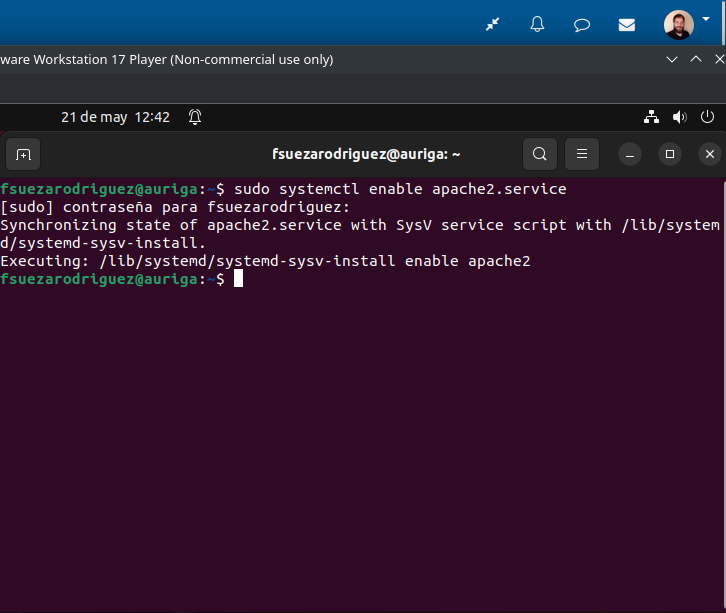 ware Workstation 17 Player (Non-commercial use only)
21 de may 12:42
fsuezarodriguez@auriga: ~
fsuezarodriguez@auriga:~$ sudo systemctl enable apache2.service
[sudo] contraseña para fsuezarodriguez:
Synchronizing state of apache2.service with SysV service script with /lib/system
d/systemd-sysv-install.
Executing: /lib/systemd/systemd-sysv-install enable apache2
fsuezarodriguez@auriga:~$